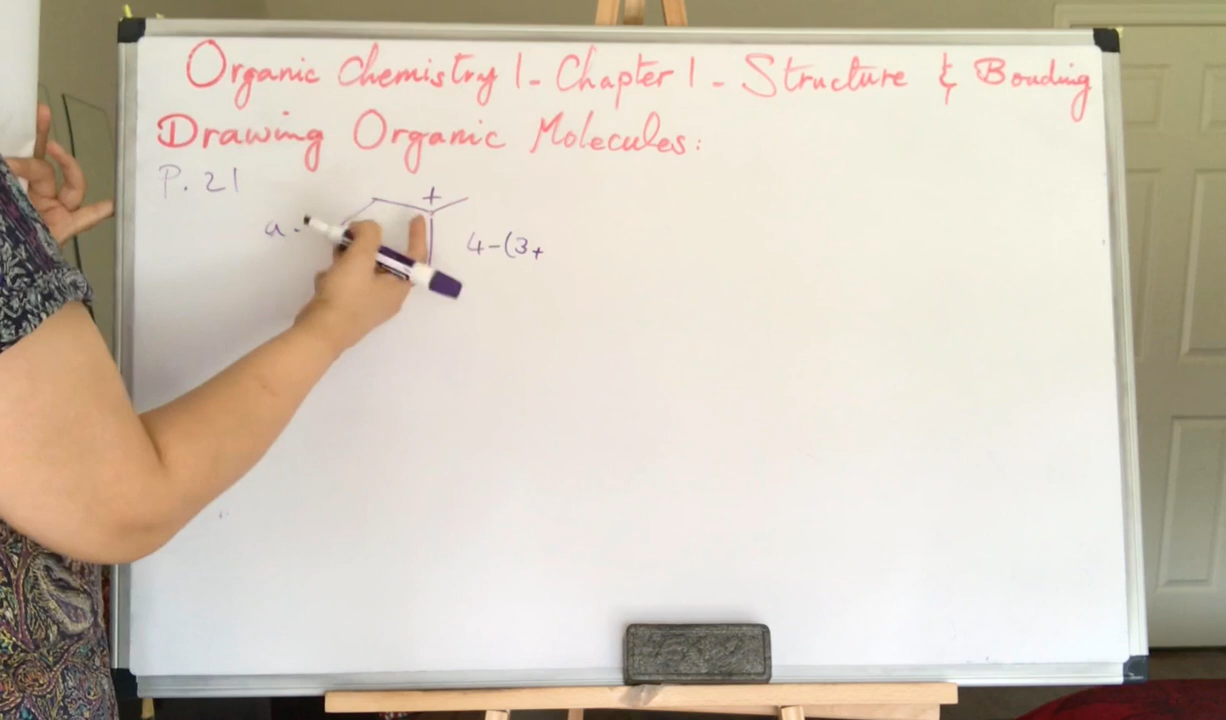 Organic Chemistry 1 - Chapter 1 - Structure & Bonding
Drawing Organic Molecules:
P. 21
+
a. 4-(3+